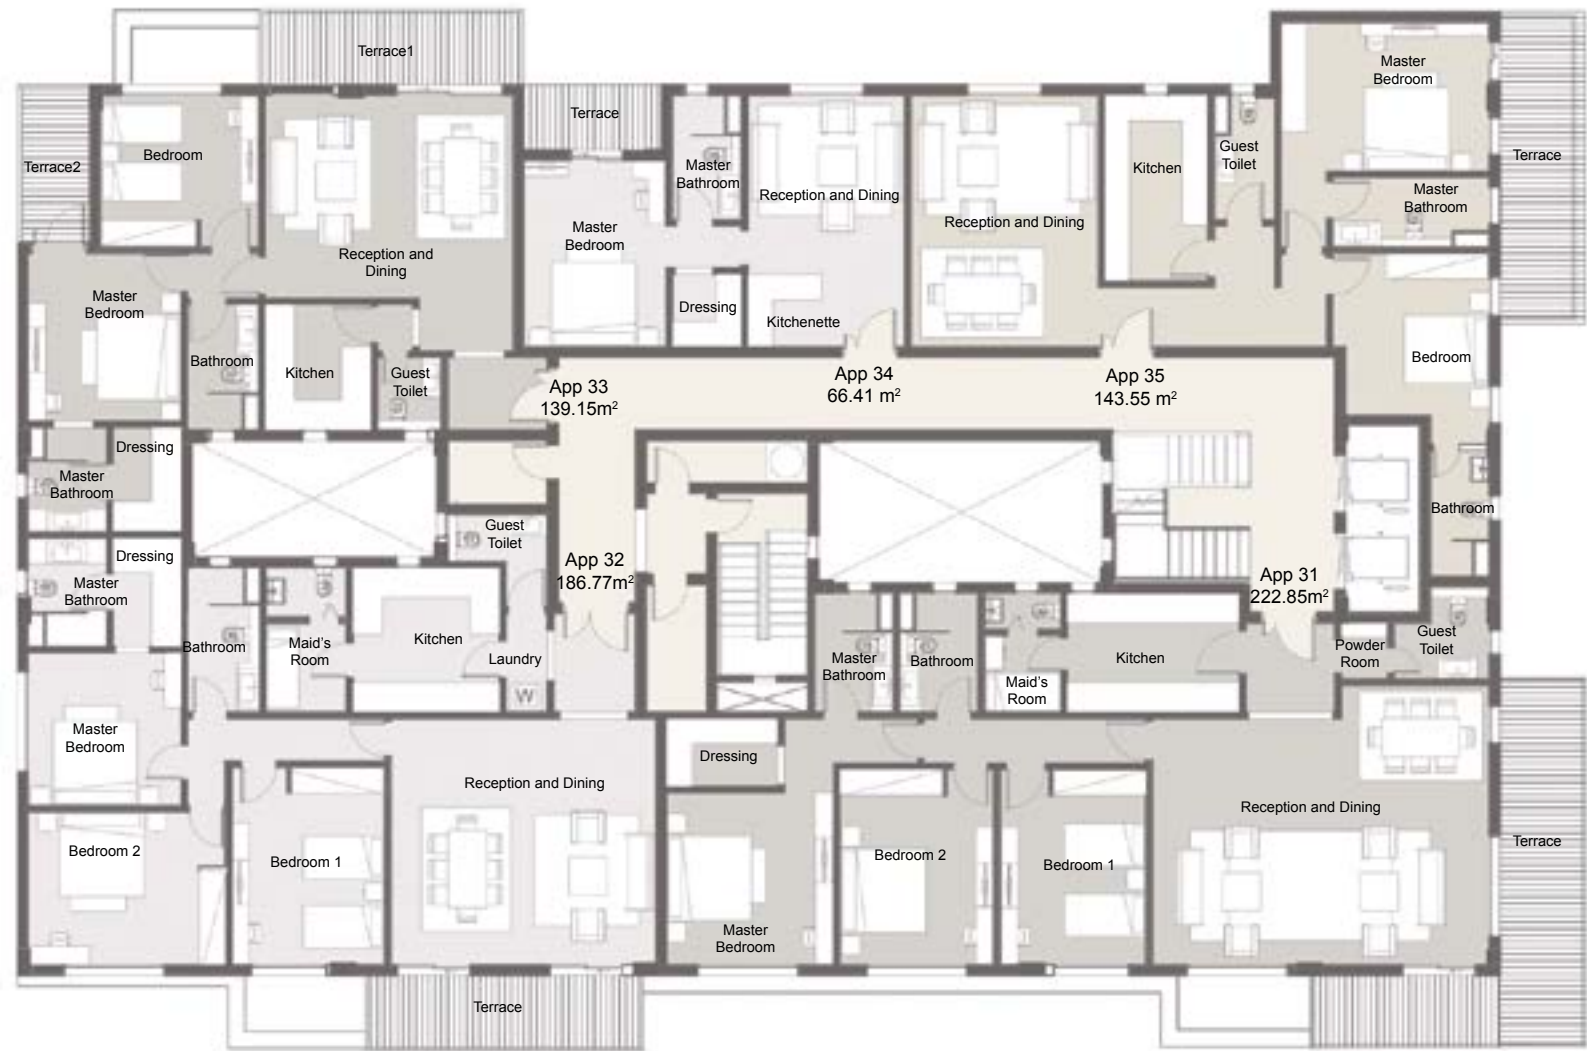 Terrace1
Terrace2
Bedroom
Reception and
Dining
Master
Bedroom
Bathroom
Kitchen
Guest
Toilet
Dressing
Master
Bathroom
App 33
139.15m²
Terrace
Master
Bedroom
Master
Bathroom
Dressing
Reception and Dining
Kitchenette
App 34
66.41 m²
Reception and Dining
Kitchen
Guest
Toilet
Master
Bedroom
Terrace
Master
Bathroom
Bedroom
Bathroom
App 35
143.55 m²
Dressing
Master
Bathroom
Bathroom
Maid's
Room
Kitchen
Guest
Toilet
Laundry
W
App 32
186.77m²
Master
Bedroom
Bedroom 2
Bedroom 1
Reception and Dining
Terrace
App 31
222.85m²
Master
Bathroom
Bathroom
Maid's
Room
Kitchen
Powder
Room
Guest
Toilet
Dressing
Master
Bedroom
Bedroom 2
Bedroom 1
Reception and Dining
Terrace